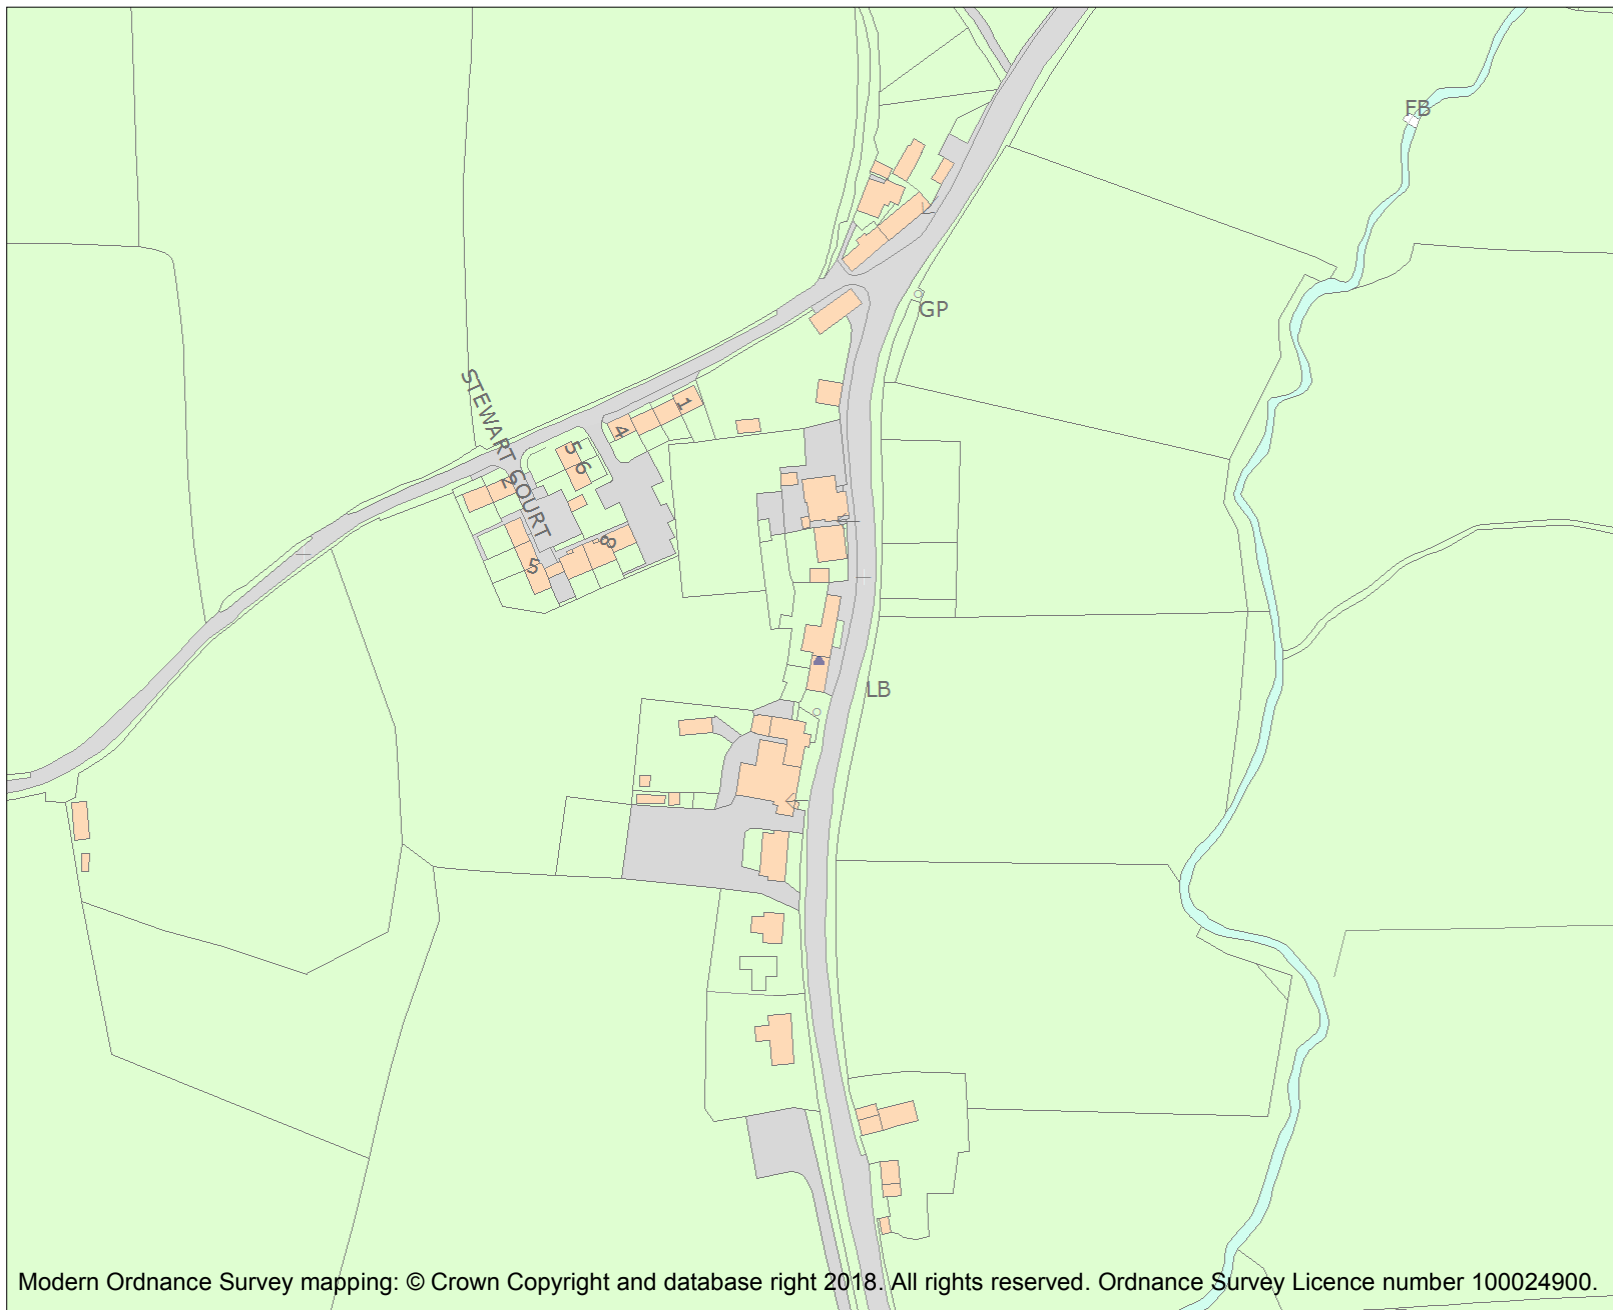 FB
GP
STEWART COURT
1
4
5
6
2
8
5
LB
Modern Ordnance Survey mapping: © Crown Copyright and database right 2018. All rights reserved. Ordnance Survey Licence number 100024900.